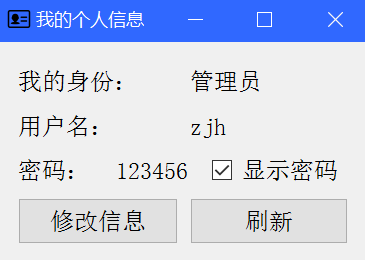 我的个人信息
我的身份： 管理员
用户名： zjh
密码： 123456 显示密码
修改信息 刷新